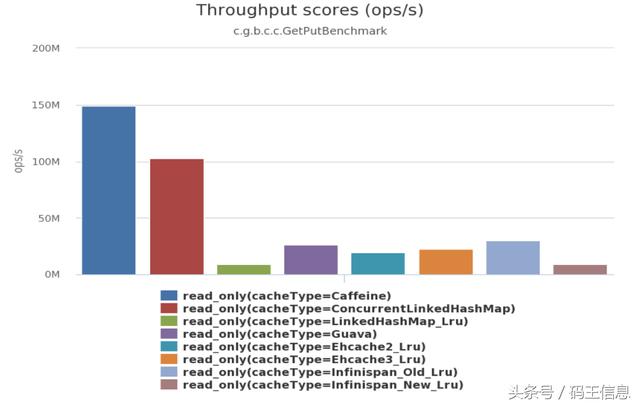 Throughput scores (ops/s)
c.g.b.c.c.GetPutBenchmark
200M
150M
100M
50M
0M
ops/s
read_only(cacheType=Caffeine)
read_only(cacheType=ConcurrentLinkedHashMap)
read_only(cacheType=LinkedHashMap_Lru)
read_only(cacheType=Guava)
read_only(cacheType=Ehcache2_Lru)
read_only(cacheType=Ehcache3_Lru)
read_only(cacheType=Infinispan_Old_Lru)
read_only(cacheType=Infinispan_New_Lru)
头条号 / 码王信息